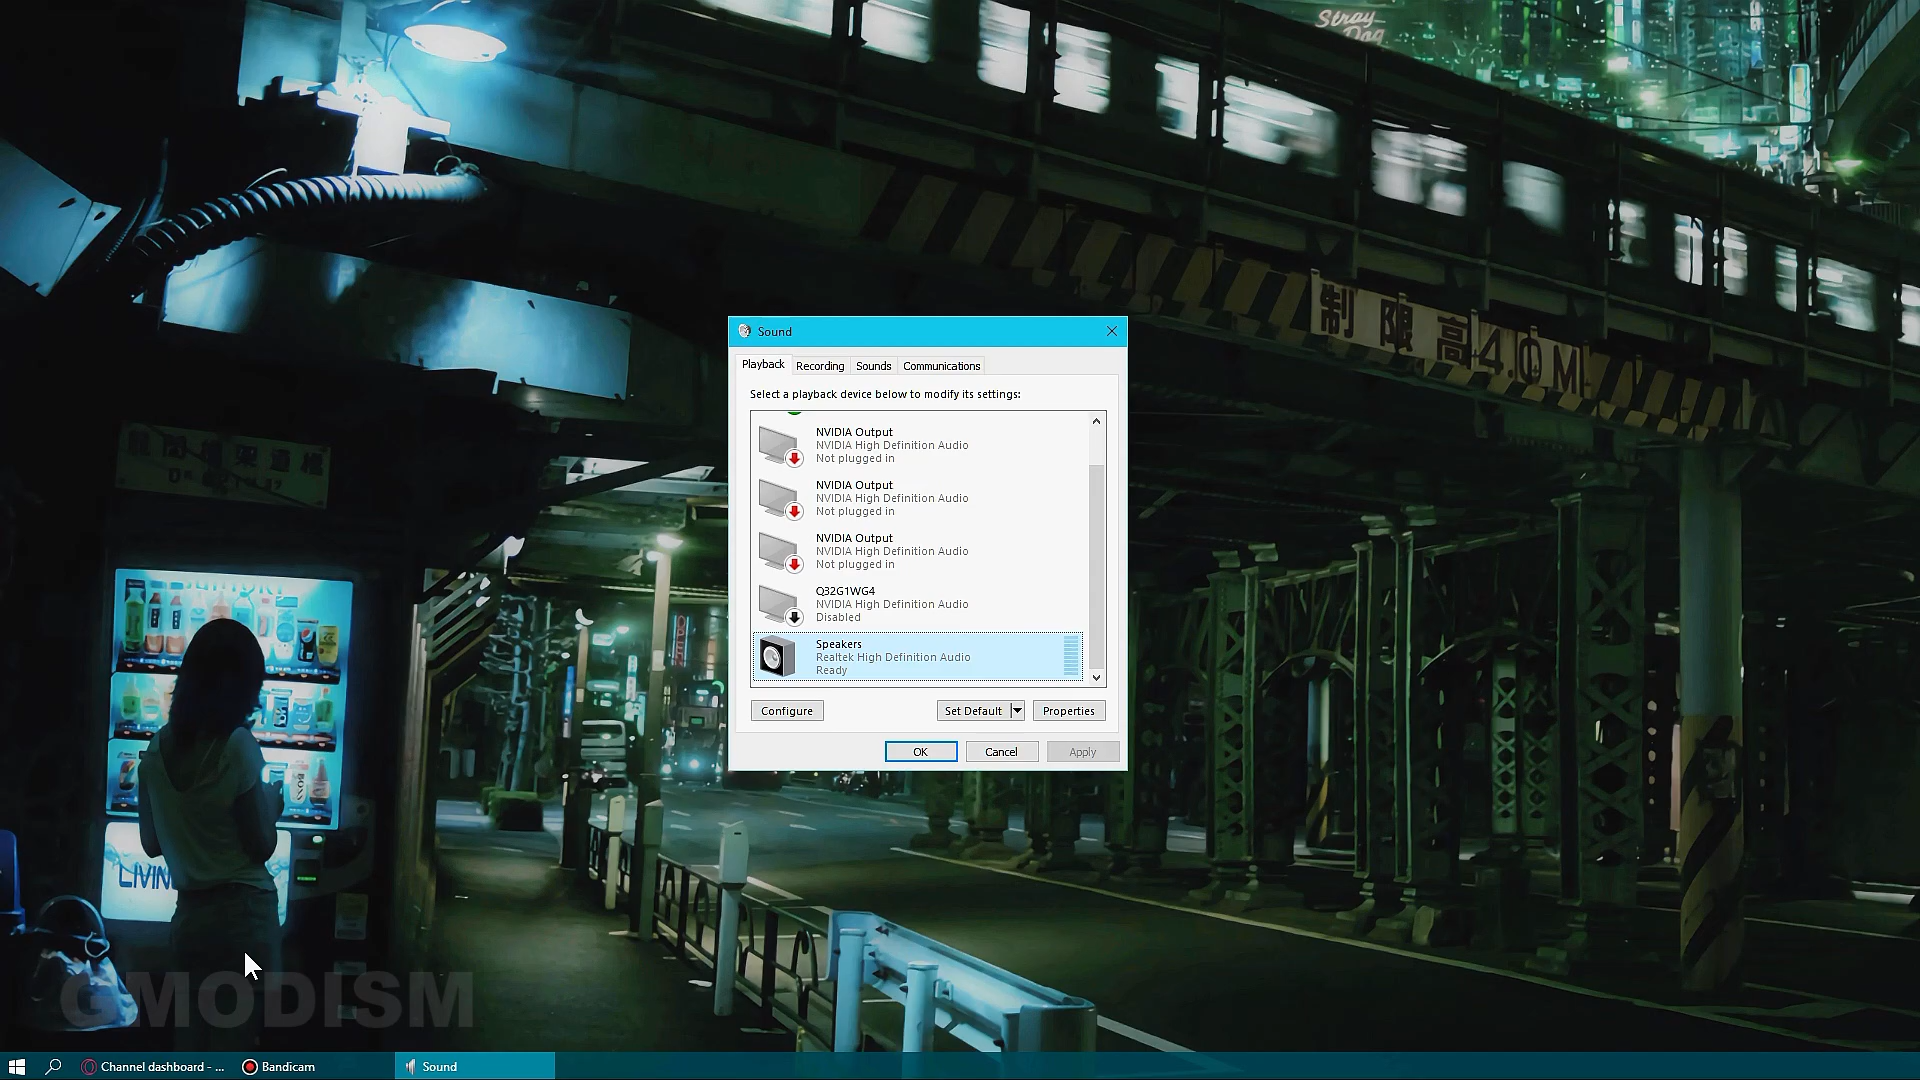 Stray
Dog
制限高4.0M
Sound
Playback
Recording
Sounds
Communications
Select a playback device below to modify its settings:
NVIDIA Output
NVIDIA High Definition Audio
Not plugged in
NVIDIA Output
NVIDIA High Definition Audio
Not plugged in
NVIDIA Output
NVIDIA High Definition Audio
Not plugged in
Q32G1WG4
NVIDIA High Definition Audio
Disabled
Speakers
Realtek High Definition Audio
Ready
Configure
Set Default
Properties
OK
Cancel
Apply
LIVIN
GMODISM
Channel dashboard - ...
Bandicam
Sound